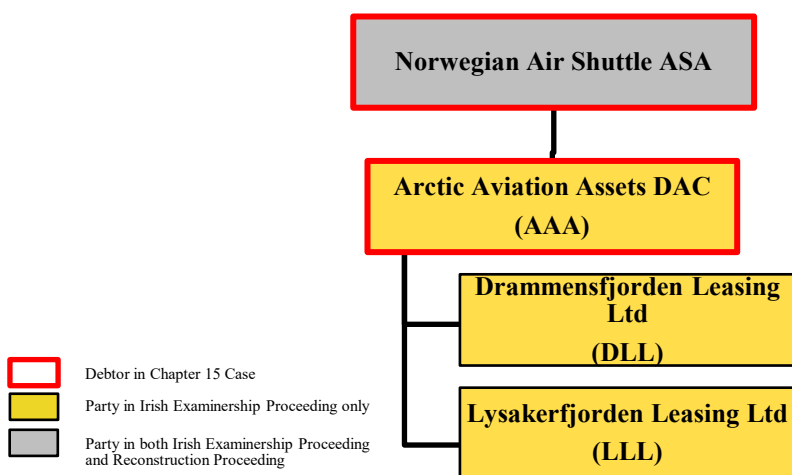 Norwegian Air Shuttle ASA
Arctic Aviation Assets DAC
(AAA)
Drammensfjorden Leasing
Ltd
(DLL)
Lysakerfjorden Leasing Ltd
(LLL)
Debtor in Chapter 15 Case
Party in Irish Examinership Proceeding only
Party in both Irish Examinership Proceeding
and Reconstruction Proceeding